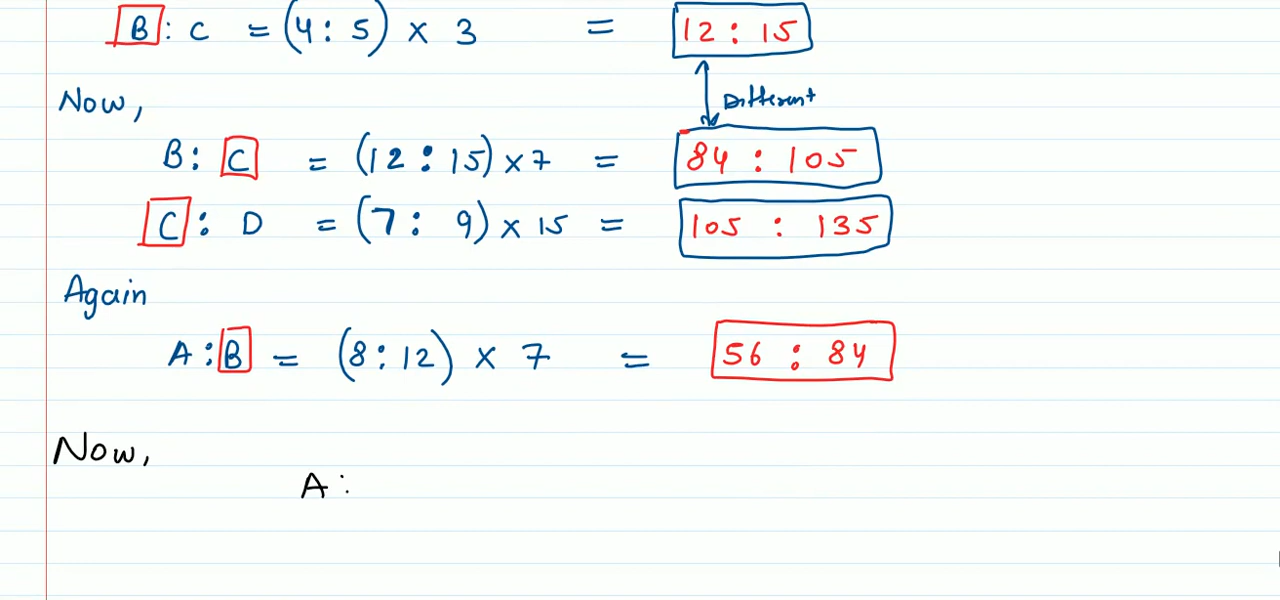 B : C = (4 : 5) × 3 = 12 : 15
Different
Now,
B : C = (12 : 15) × 7 = 84 : 105
C : D = (7 : 9) × 15 = 105 : 135
Again
A : B = (8 : 12) × 7 = 56 : 84
Now,
A :